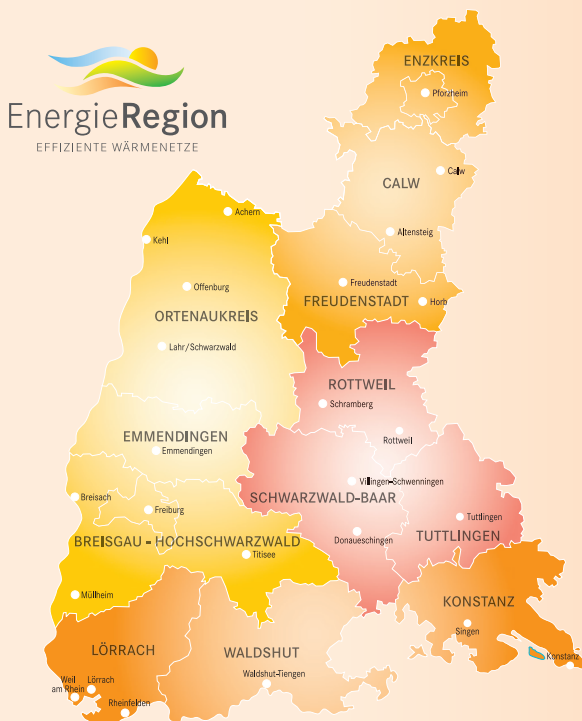 EnergieRegion
EFFIZIENTE WÄRMENETZE
ENZKREIS
Pforzheim
CALW
Calw
Altensteig
Achern
Kehl
Offenburg
ORTENAUKREIS
Lahr/Schwarzwald
Freudenstadt
FREUDENSTADT
Horb
ROTTWEIL
Schramberg
Rottweil
EMMENDINGEN
Emmendingen
Villingen-Schwenningen
SCHWARZWALD-BAAR
Breisach
Freiburg
BREISGAU - HOCHSCHWARZWALD
Titisee
Donaueschingen
Tuttlingen
TUTTLINGEN
Müllheim
KONSTANZ
Singen
Konstanz
LÖRRACH
WALDSHUT
Waldshut-Tiengen
Weil
am Rhein
Lörrach
Rheinfelden